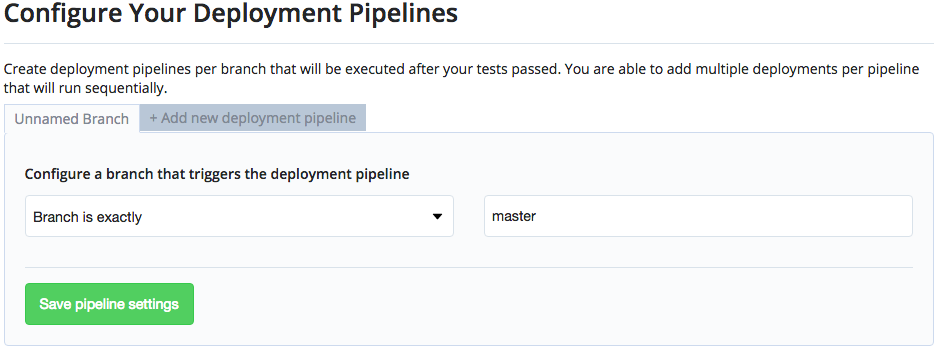 Configure Your Deployment Pipelines
Create deployment pipelines per branch that will be executed after your tests passed. You are able to add multiple deployments per pipeline
that will run sequentially.
Unnamed Branch + Add new deployment pipeline
Configure a branch that triggers the deployment pipeline
Branch is exactly master
Save pipeline settings